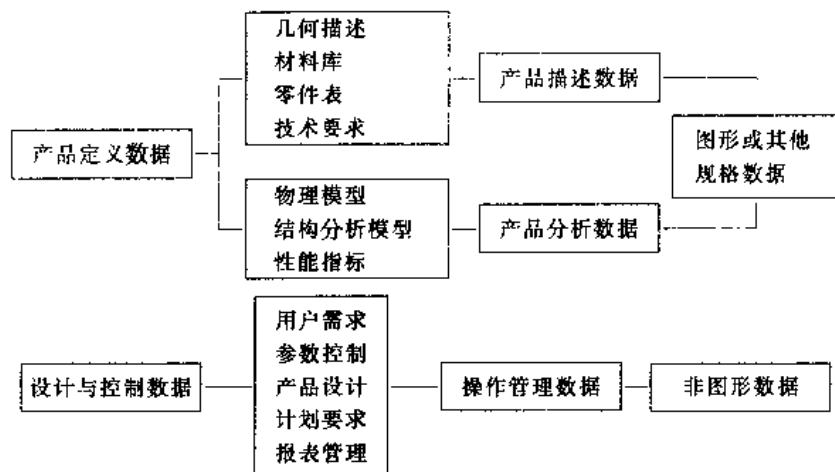 几何描述
材料库
零件表
技术要求
产品描述数据
产品定义数据
图形或其他
规格数据
物理模型
结构分析模型
性能指标
产品分析数据
用户需求
参数控制
产品设计
计划要求
报表管理
设计与控制数据
操作管理数据
非图形数据